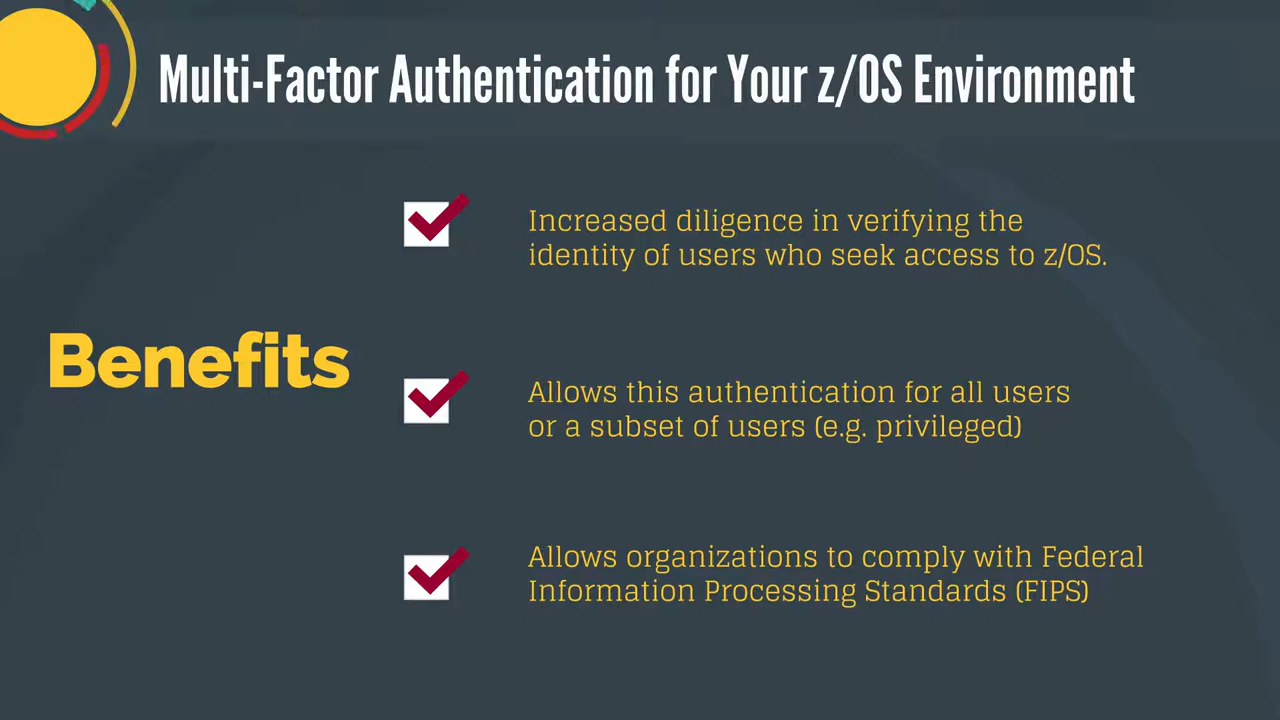 Multi-Factor Authentication for Your z/OS Environment
Benefits
Increased diligence in verifying the
identity of users who seek access to z/OS.
Allows this authentication for all users
or a subset of users (e.g. privileged)
Allows organizations to comply with Federal
Information Processing Standards (FIPS)